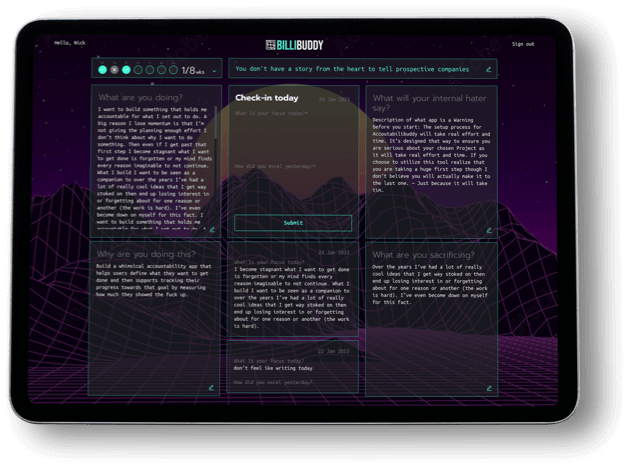 Hello, Nick
BILLIBUDDY
Sign out
1/8 wks
You don't have a story from the heart to tell prospective companies
What are you doing?
I want to build something that holds me
accountable for what I set out to do. A
big reason I lose momentum is that I'm
not giving the planning enough effort I
don't think about why I want to do
something. Then even if I get past that
first step I become stagnant what I want
to get done is forgotten or my mind finds
every reason imaginable to not continue.
What I build I want to be seen as a
companion to over the years I've had a
lot of really cool ideas that I get way
stoked on then end up losing interest in
or forgetting about for one reason or
another (the work is hard). I've even
become down on myself for this fact. I
want to build something that holds me
Check-in today
What is your focus today?*
How did you excel yesterday?*
Submit
What will your internal hater
say?
Description of what app is a Warning
before you start: The setup process for
Accoutabilibuddy will take real effort and
time. It's designed that way to ensure you
are serious about your chosen Project as
it will take real effort and time. If you
choose to utilize this tool realize that
you are taking a huge first step though I
don't believe you will actually make it to
the last one. - Just because it will take
tim…
Why are you doing this?
Build a whimsical accountability app that
helps users define what they want to get
done and then supports tracking their
progress towards that goal by measuring
how much they showed the fuck up.
24 Jan 2023
What is your focus today?
I become stagnant what I want to get done
is forgotten or my mind finds every reason
imaginable to not continue. What I build I
want to be seen as a companion to over the
years I've had a lot of really cool ideas
that I get way stoked on then end up
losing interest in or forgetting about for
one reason or another (the work is
hard).
22 Jan 2023
What is your focus today?
don't feel like writing today
How did you excel yesterday?
What are you sacrificing?
Over the years I've had a lot of really
cool ideas that I get way stoked on then
end up losing interest in or forgetting
about for one reason or another (the work
is hard). I've even become down on myself
for this fact.